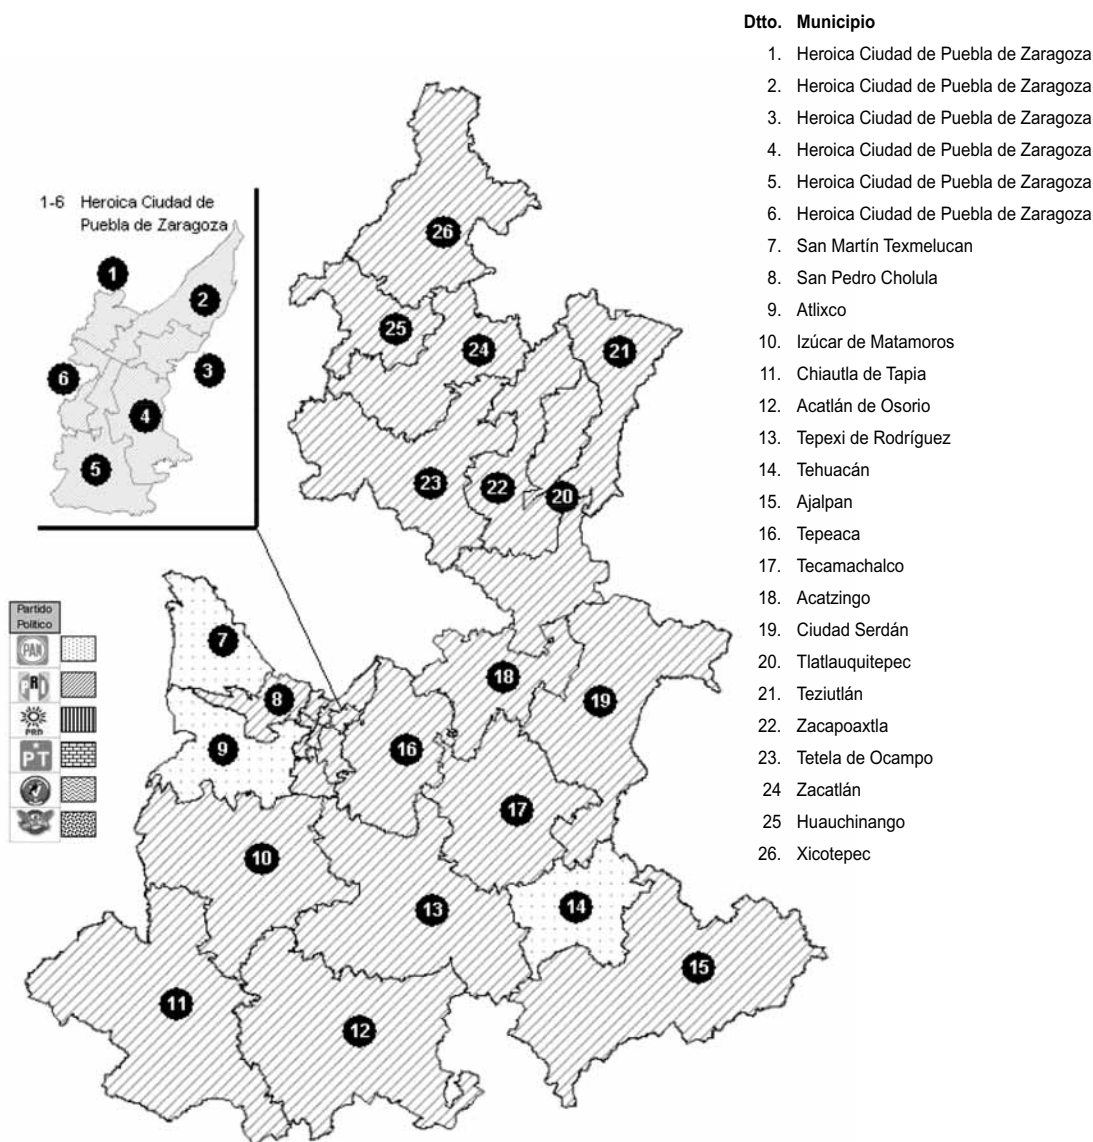 Dtto. Municipio
1. Heroica Ciudad de Puebla de Zaragoza
2. Heroica Ciudad de Puebla de Zaragoza
3. Heroica Ciudad de Puebla de Zaragoza
4. Heroica Ciudad de Puebla de Zaragoza
5. Heroica Ciudad de Puebla de Zaragoza
6. Heroica Ciudad de Puebla de Zaragoza
7. San Martín Texmelucan
8. San Pedro Cholula
9. Atlixco
10. Izúcar de Matamoros
11. Chiautla de Tapia
12. Acatlán de Osorio
13. Tepexi de Rodríguez
14. Tehuacán
15. Ajalpan
16. Tepeaca
17. Tecamachalco
18. Acatzingo
19. Ciudad Serdán
20. Tlatlauquitepec
21. Teziutlán
22. Zacapoaxtla
23. Tetela de Ocampo
24 Zacatlán
25 Huauchinango
26. Xicotepec
1-6 Heroica Ciudad de
Puebla de Zaragoza
1
2
3
6
4
5
26
25
24
21
23
22
20
7
8
18
19
9
16
17
10
13
14
15
11
12
Partido
Político
PAN
PRI
PRD
PT